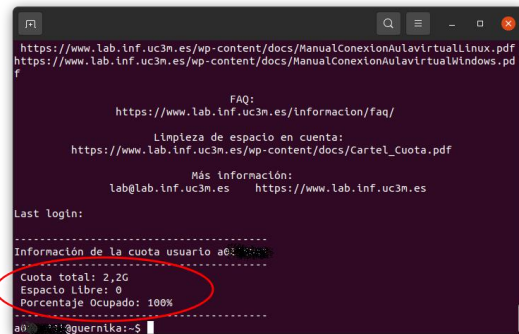 https://www.lab.inf.uc3m.es/wp-content/docs/ManualConexionAulavirtualLinux.pdf
https://www.lab.inf.uc3m.es/wp-content/docs/ManualConexionAulavirtualWindows.pd
f
FAQ:
https://www.lab.inf.uc3m.es/informacion/faq/
Limpieza de espacio en cuenta:
https://www.lab.inf.uc3m.es/wp-content/docs/Cartel_Cuota.pdf
Más información:
lab@lab.inf.uc3m.es https://www.lab.inf.uc3m.es
Last login:
----------------------------------------
Información de la cuota usuario
----------------------------------------
Cuota total: 2,2G
Espacio Libre: 0
Porcentaje Ocupado: 100%
----------------------------------------
@guernika:~$